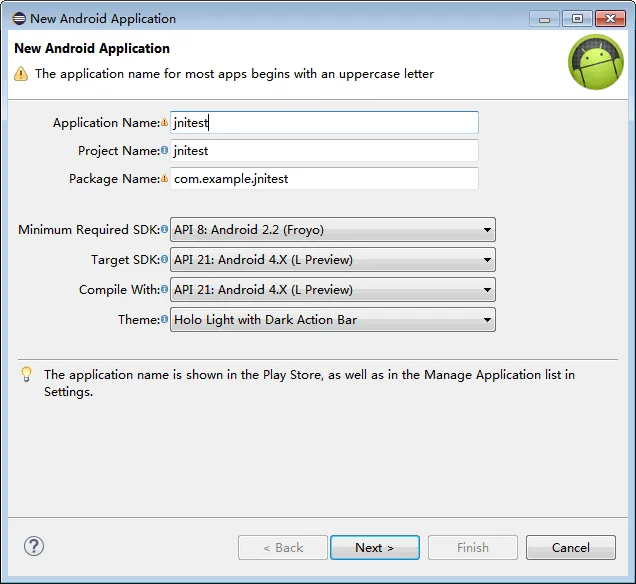 New Android Application
New Android Application
The application name for most apps begins with an uppercase letter
Application Name: jnitest
Project Name: jnitest
Package Name: com.example.jnitest
Minimum Required SDK: API 8: Android 2.2 (Froyo)
Target SDK: API 21: Android 4.X (L Preview)
Compile With: API 21: Android 4.X (L Preview)
Theme: Holo Light with Dark Action Bar
The application name is shown in the Play Store, as well as in the Manage Application list in
Settings.
? < Back Next > Finish Cancel